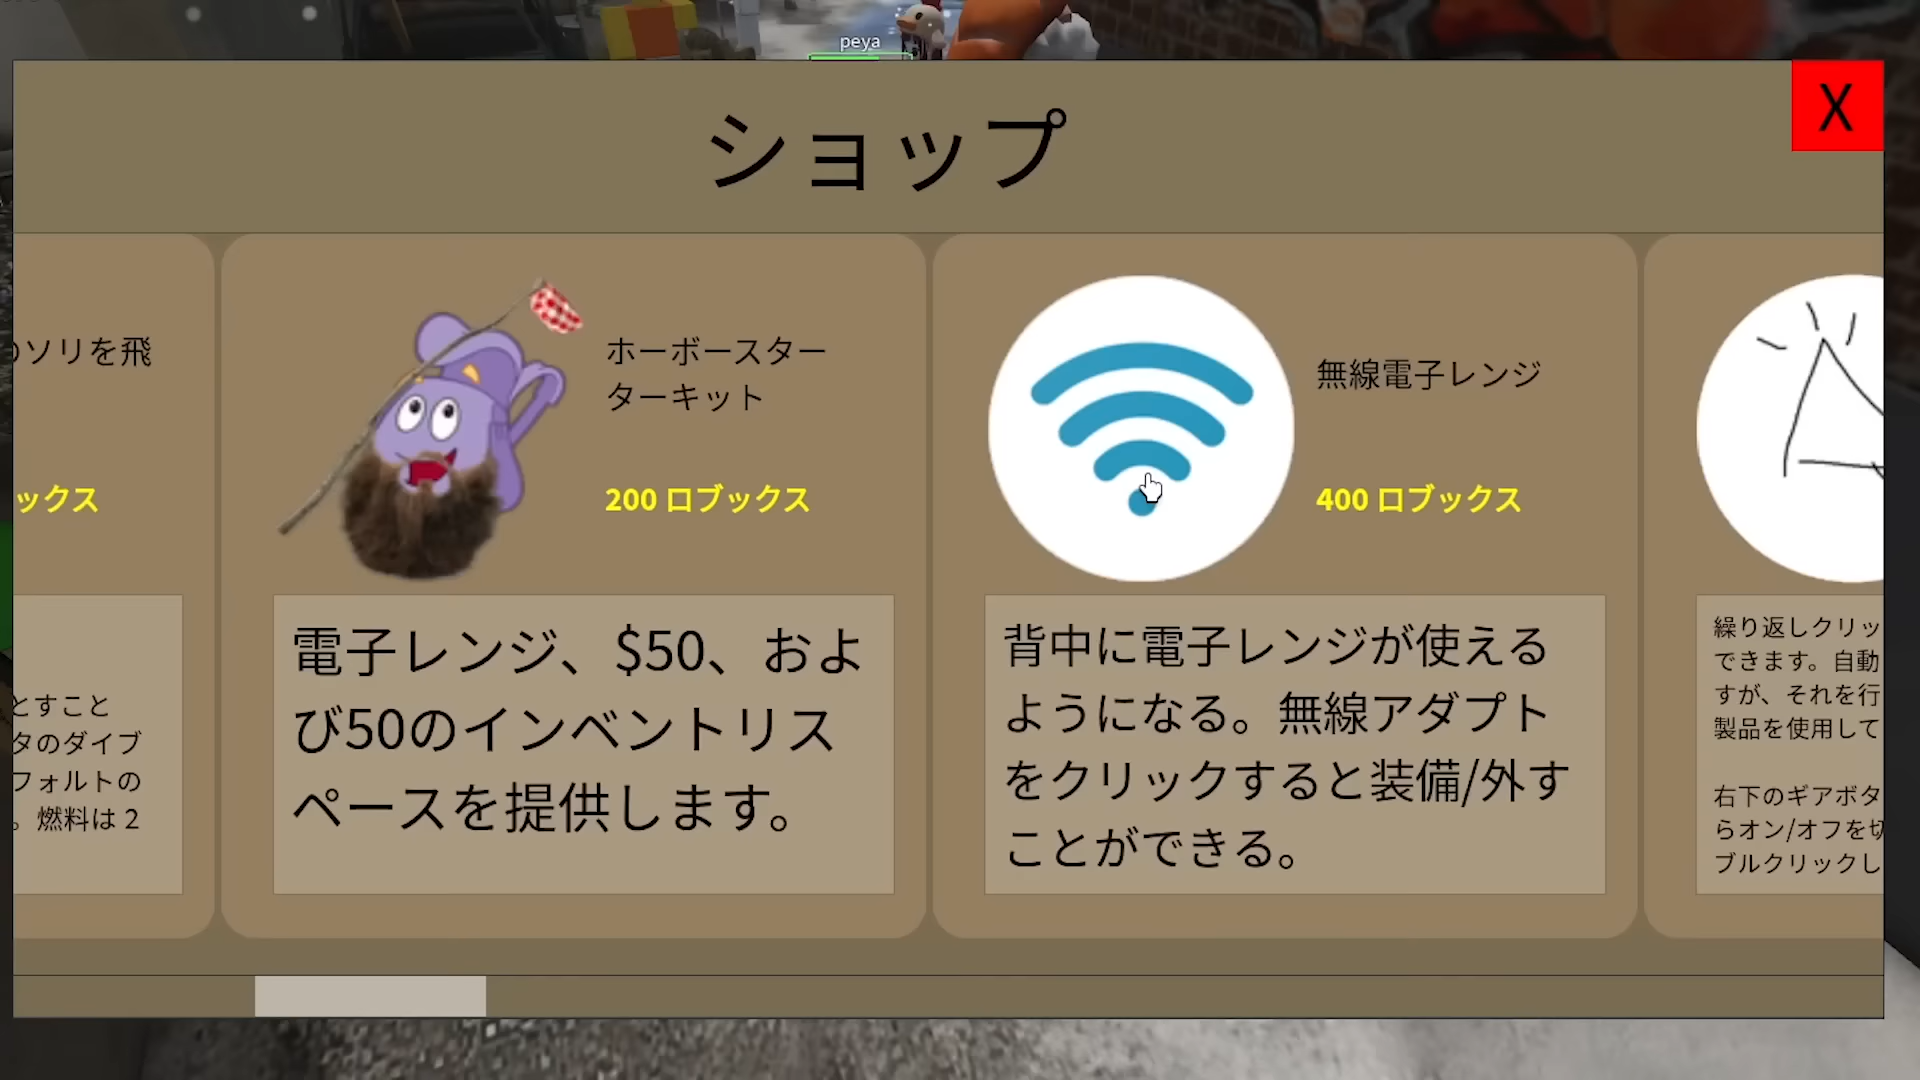 peya
ショップ
X
のソリを飛
ックス
とすこと
タのダイブ
フォルトの
。燃料は 2
ホーボースター
ターキット
200 ロブックス
電子レンジ、$50、およ
び50のインベントリス
ペースを提供します。
無線電子レンジ
400 ロブックス
背中に電子レンジが使える
ようになる。無線アダプト
をクリックすると装備/外す
ことができる。
繰り返しクリッ
できます。自動
すが、それを行
製品を使用して
右下のギアボタ
らオン/オフを切
ブルクリックし